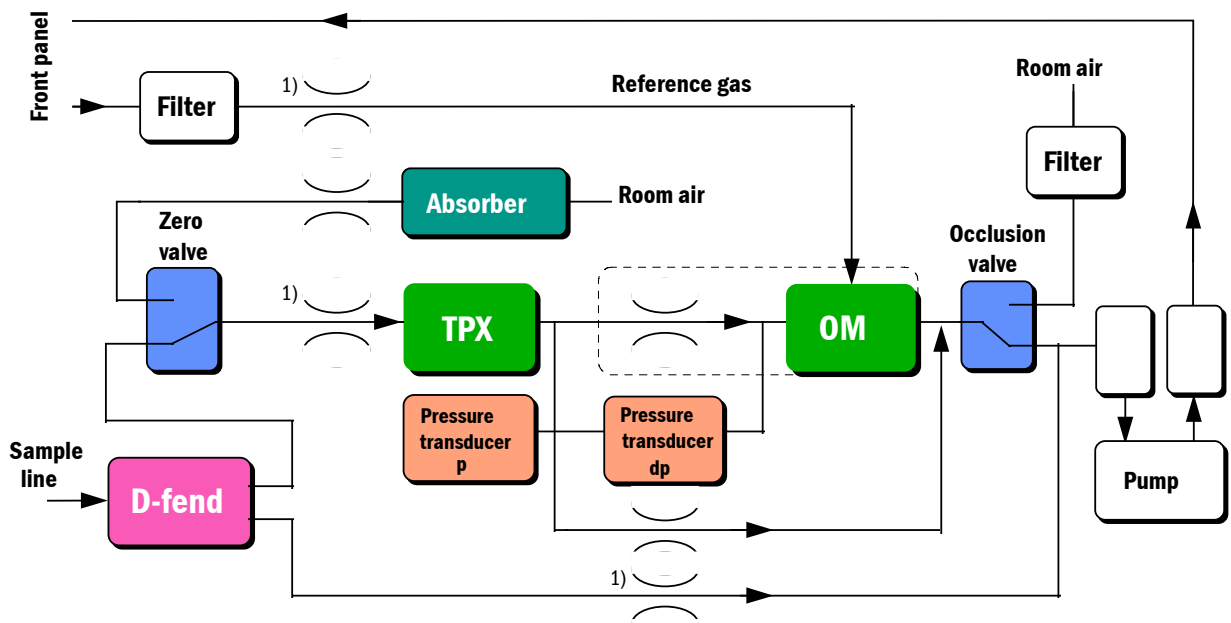 Front panel
1)
Filter
Reference gas
Room air
Filter
Absorber
Room air
Zero
valve
Occlusion
valve
1)
TPX
OM
Pressure
transducer
p
Pressure
transducer
dp
Sample
line
D-fend
Pump
1)